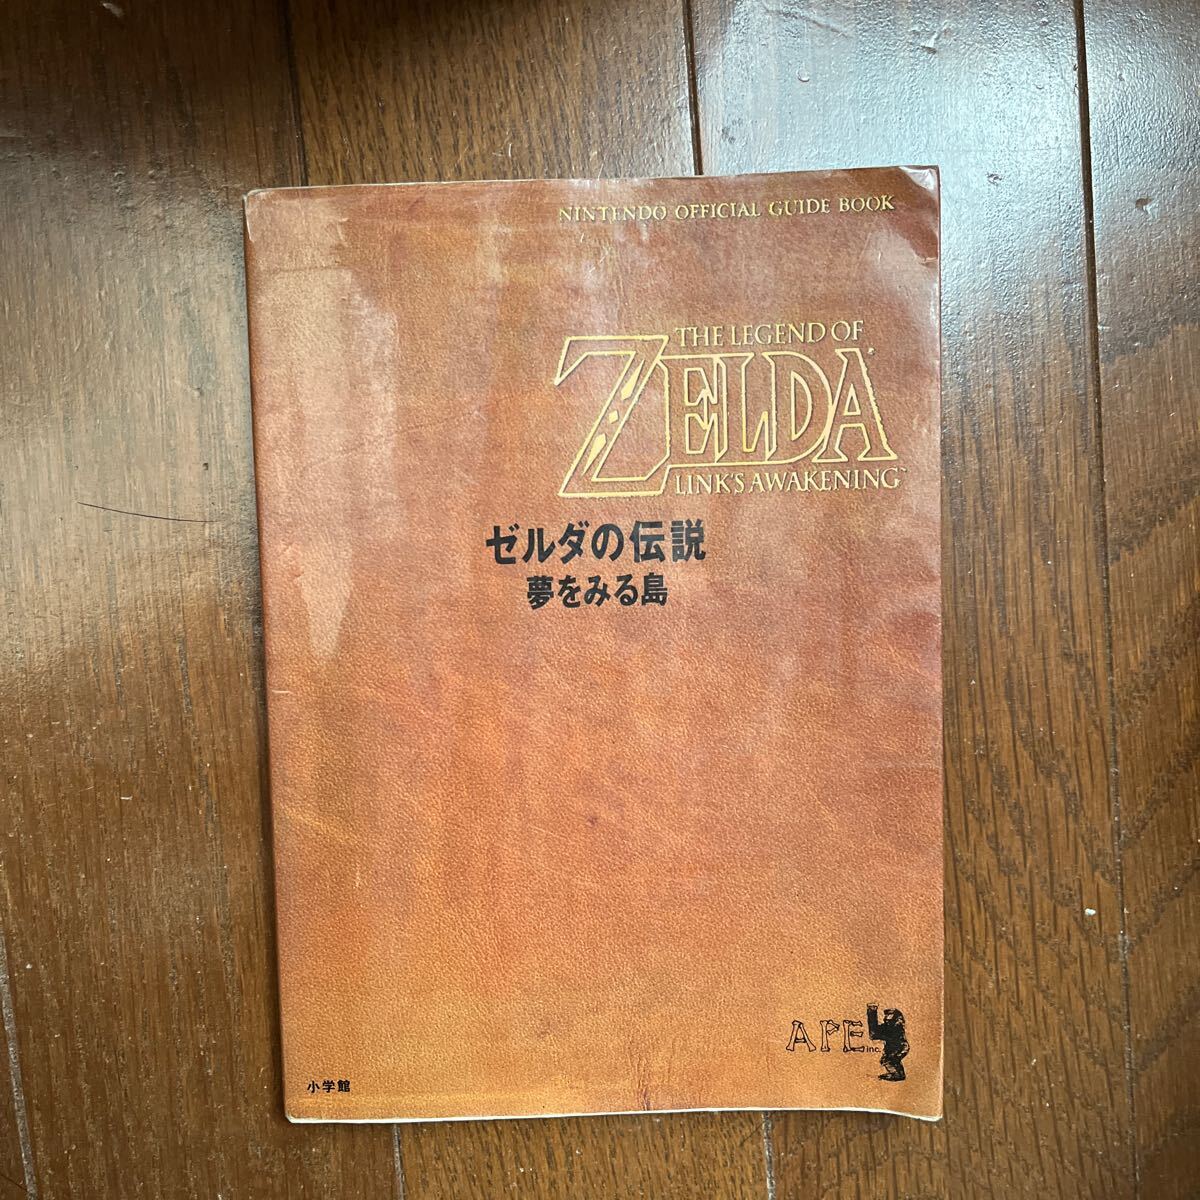 NINTENDO OFFICIAL GUIDE BOOK
THE LEGEND OF
ZELDA®
LINK'S AWAKENING™
ゼルダの伝説
夢をみる島
APE inc.
小学館